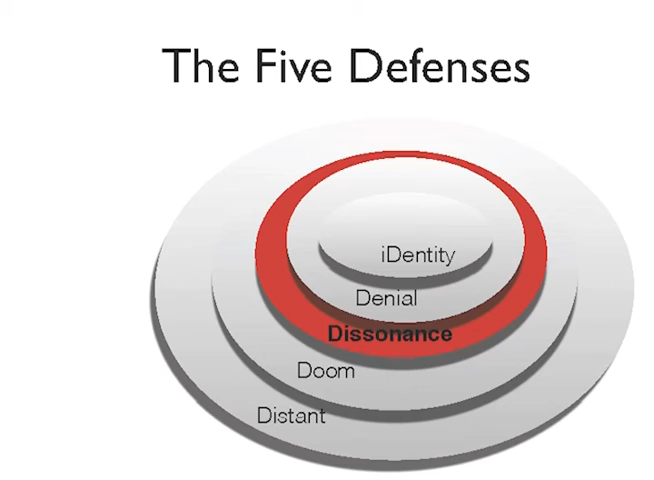 The Five Defenses
iDentity
Denial
Dissonance
Doom
Distant